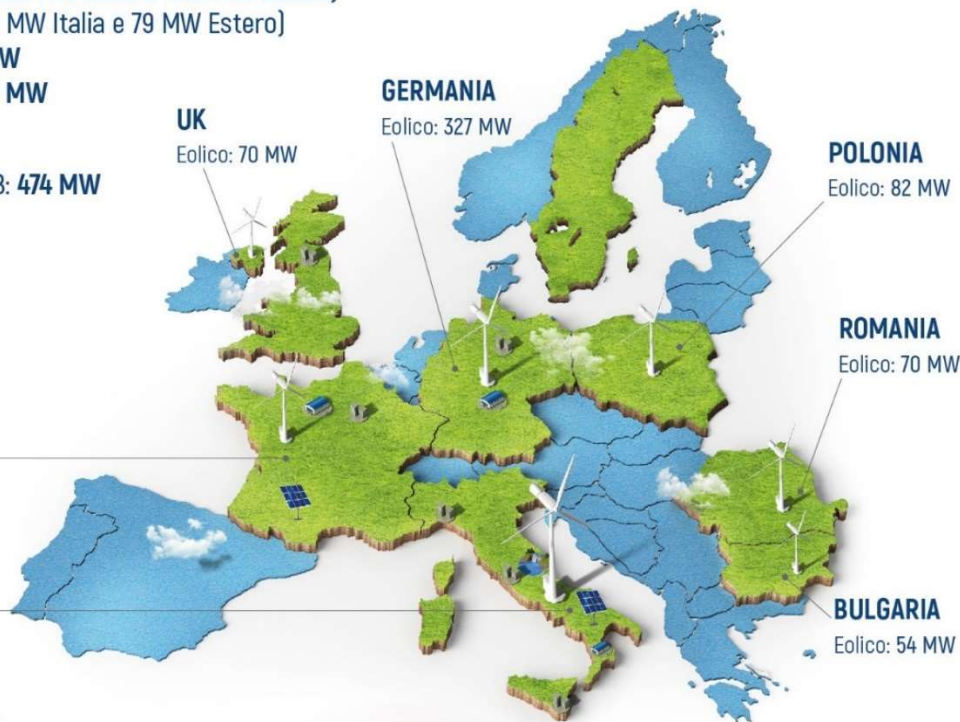 MW Italia e 79 MW Estero)
MW
474 MW
UK
Eolico: 70 MW
GERMANIA
Eolico: 327 MW
POLONIA
Eolico: 82 MW
ROMANIA
Eolico: 70 MW
BULGARIA
Eolico: 54 MW